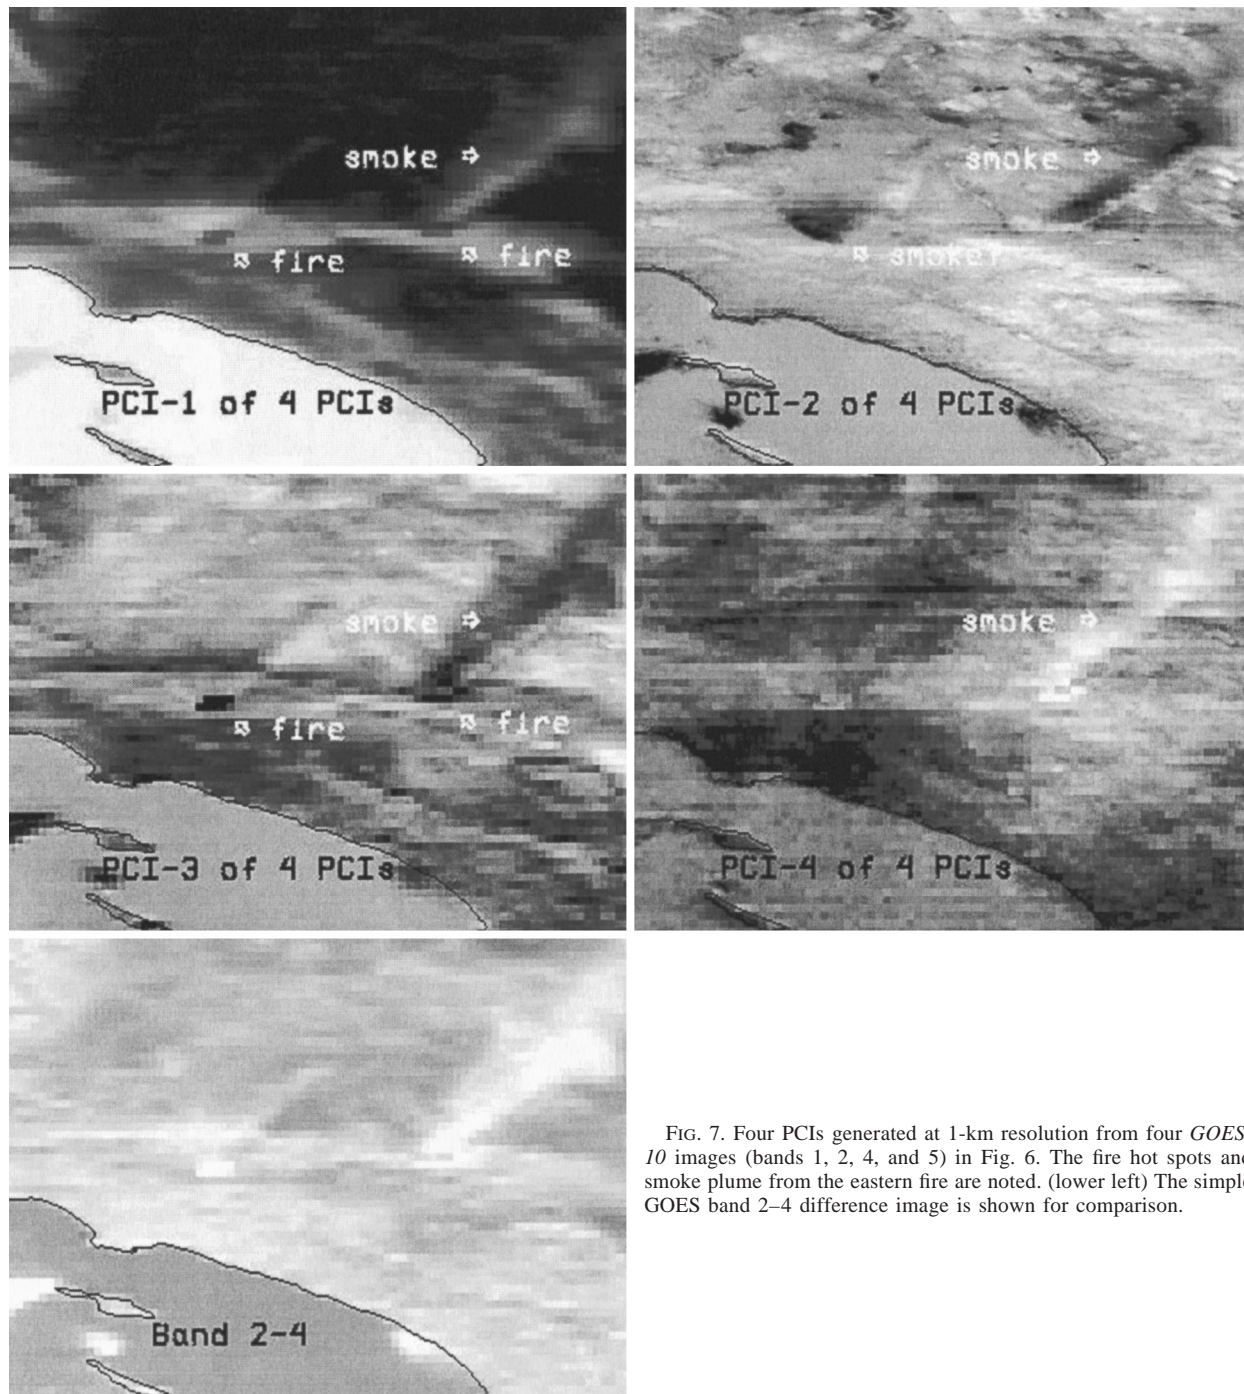 smoke ⇨
fire
fire
PCI-1 of 4 PCIs
smoke ⇨
smoke?
PCI-2 of 4 PCIs
smoke ⇨
fire
fire
PCI-3 of 4 PCIs
smoke ⇨
PCI-4 of 4 PCIs
Band 2-4
FIG. 7. Four PCIs generated at 1-km resolution from four GOES-
10 images (bands 1, 2, 4, and 5) in Fig. 6. The fire hot spots and
smoke plume from the eastern fire are noted. (lower left) The simple
GOES band 2–4 difference image is shown for comparison.